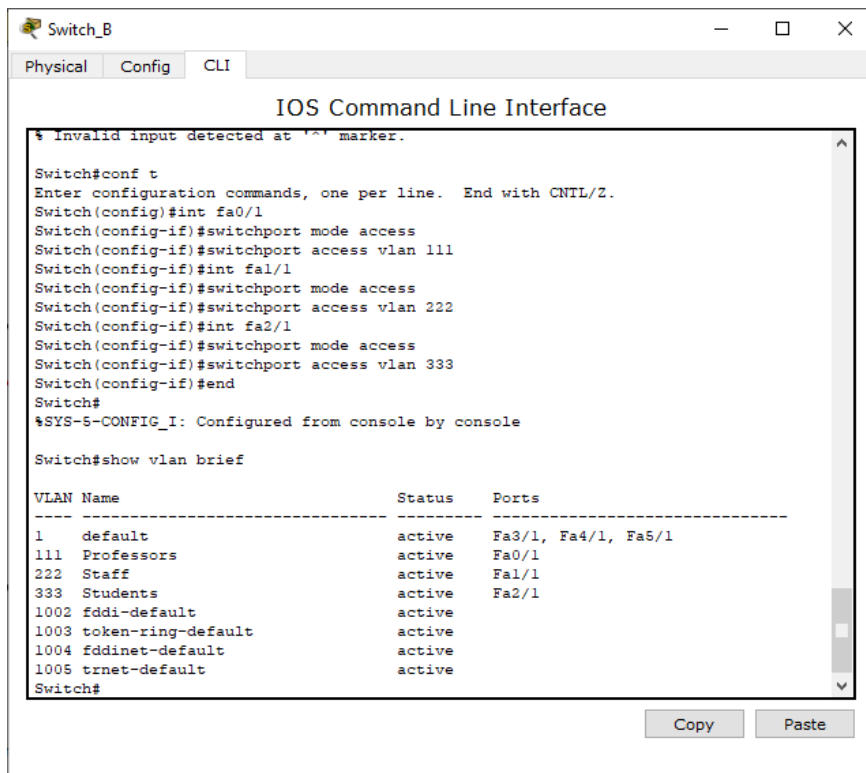 Switch_B
Physical Config CLI
IOS Command Line Interface
% Invalid input detected at '^' marker.
Switch#conf t
Enter configuration commands, one per line.  End with CNTL/Z.
Switch(config)#int fa0/1
Switch(config-if)#switchport mode access
Switch(config-if)#switchport access vlan 111
Switch(config-if)#int fa1/1
Switch(config-if)#switchport mode access
Switch(config-if)#switchport access vlan 222
Switch(config-if)#int fa2/1
Switch(config-if)#switchport mode access
Switch(config-if)#switchport access vlan 333
Switch(config-if)#end
Switch#
%SYS-5-CONFIG_I: Configured from console by console
Switch#show vlan brief
VLAN Name                             Status    Ports
---- -------------------------------- --------- -------------------------------
1    default                          active    Fa3/1, Fa4/1, Fa5/1
111  Professors                       active    Fa0/1
222  Staff                            active    Fa1/1
333  Students                         active    Fa2/1
1002 fddi-default                     active
1003 token-ring-default               active
1004 fddinet-default                  active
1005 trnet-default                    active
Switch#
Copy Paste